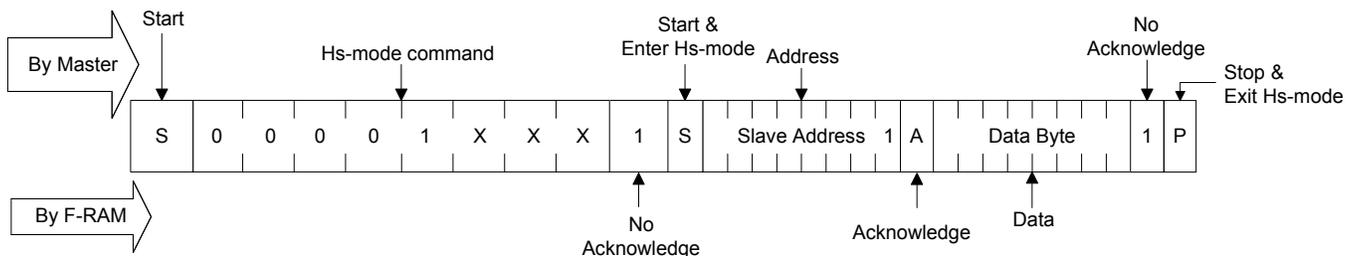 Start
Start &
Enter Hs-mode
No
Acknowledge
Hs-mode command
Address
By Master
Stop &
Exit Hs-mode
S 0 0 0 0 1 X X X 1 S Slave Address 1 A Data Byte 1 P
By F-RAM
No
Acknowledge
Acknowledge
Data